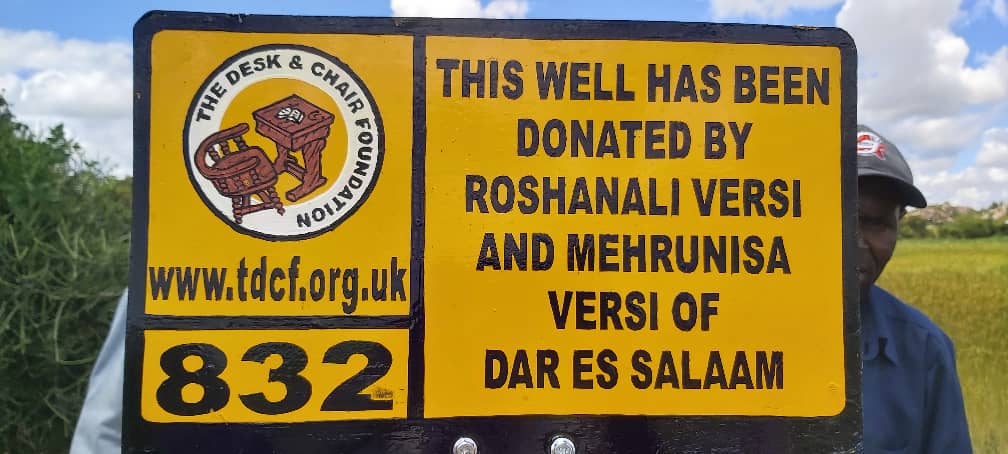 THE DESK & CHAIR FOUNDATION
www.tdcf.org.uk
832
THIS WELL HAS BEEN
DONATED BY
ROSHANALI VERSI
AND MEHRUNISA
VERSI OF
DAR ES SALAAM